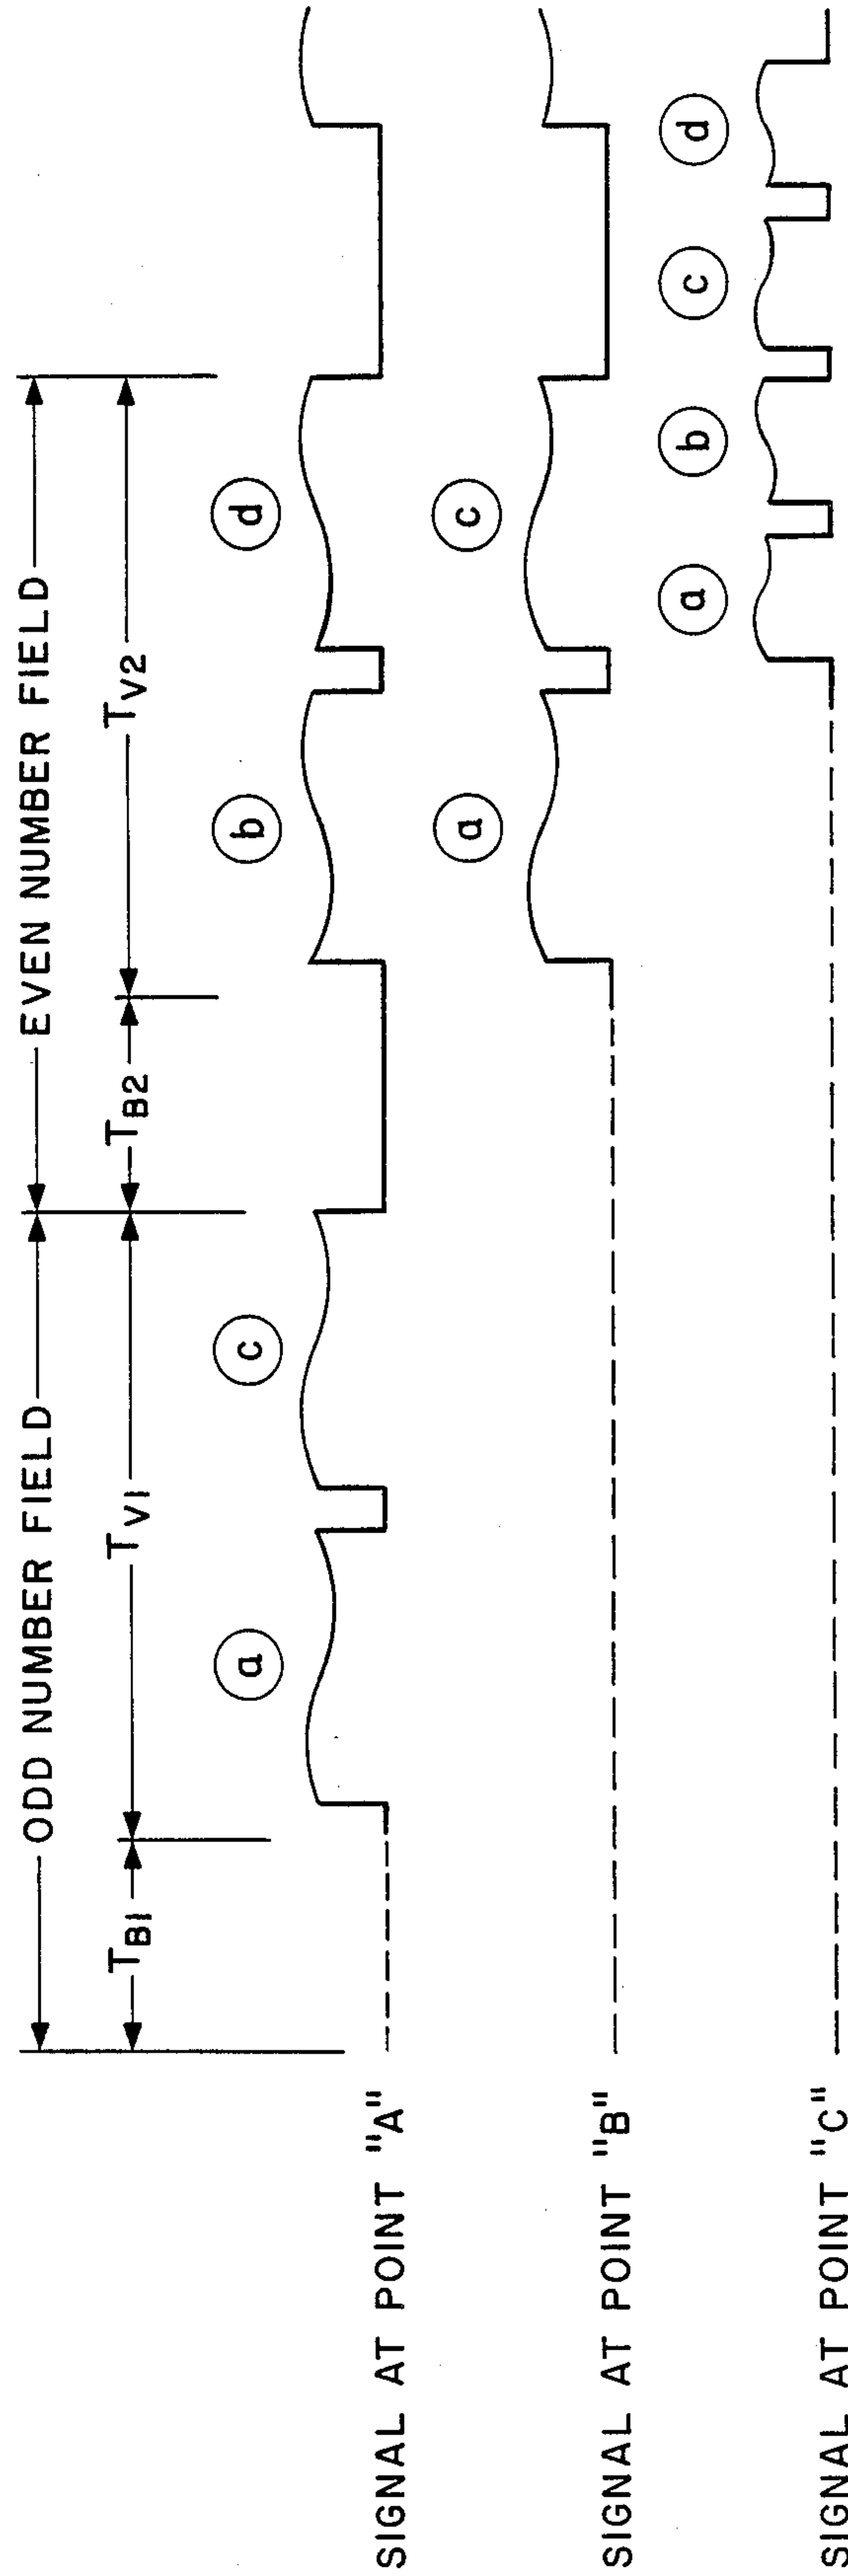 ODD NUMBER FIELD EVEN NUMBER FIELD
TB1 TV1 TB2 TV2
a c b d
SIGNAL AT POINT "A"
a c
SIGNAL AT POINT "B"
a b c d
SIGNAL AT POINT "C"